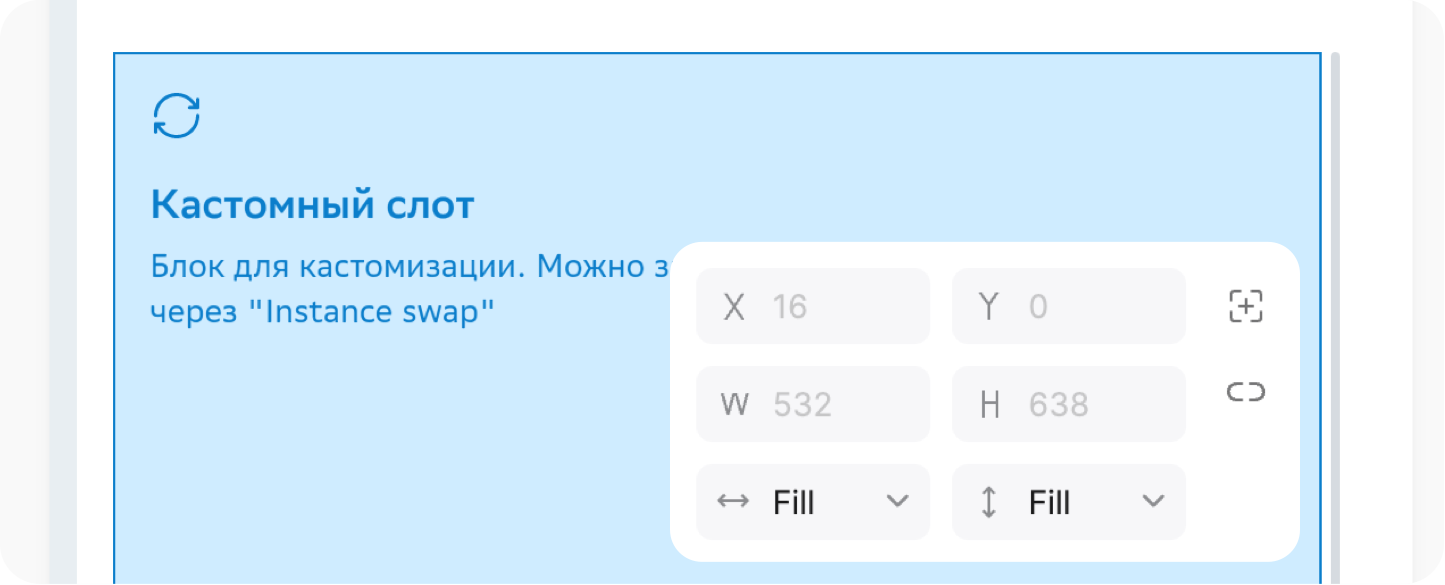 Кастомный слот
Блок для кастомизации. Можно
через "Instance swap"
X 16 Y 0
W 532 H 638
Fill Fill